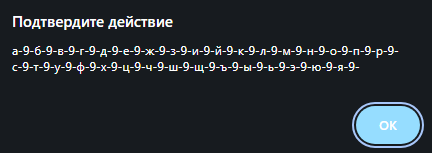 Подтвердите действие
а-9-б-9-в-9-г-9-д-9-е-9-ж-9-з-9-и-9-й-9-к-9-л-9-м-9-н-9-о-9-п-9-р-9-
с-9-т-9-у-9-ф-9-х-9-ц-9-ч-9-ш-9-щ-9-ъ-9-ы-9-ь-9-э-9-ю-9-я-9-
ОК